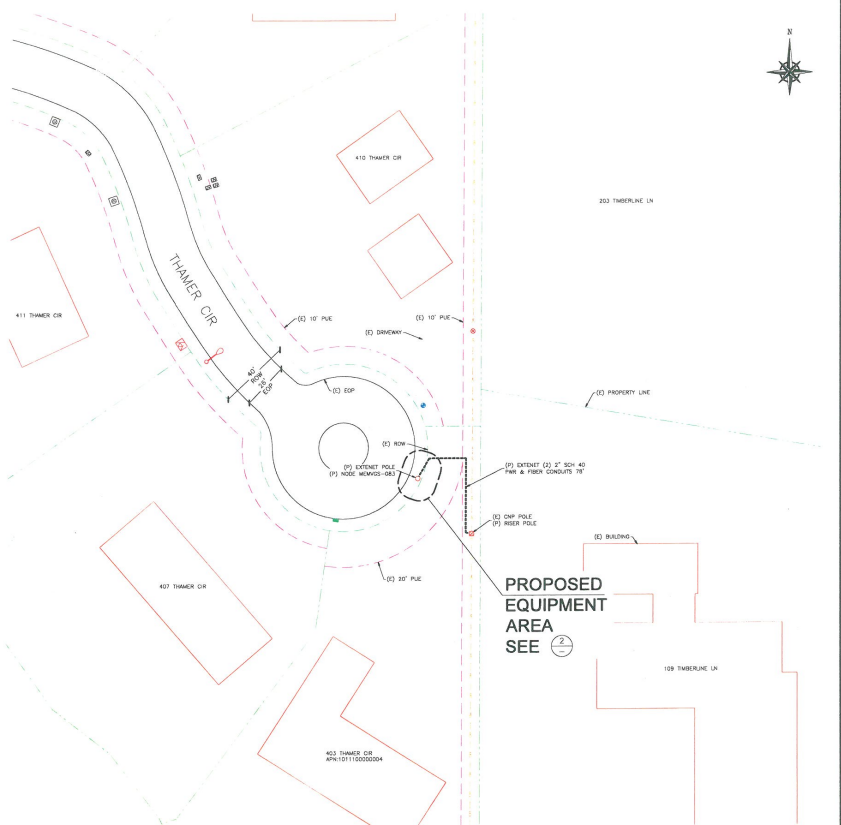 N
410 THAMER CIR
203 TIMBERLINE LN
THAMER CIR
411 THAMER CIR
(E) 10' PUE
(E) 10' PUE
(E) DRIVEWAY
40'
ROW
26'
EOP
(E) EOP
(E) PROPERTY LINE
(E) ROW
(P) EXTENET POLE
(P) NODE MEMVGS-083
(P) EXTENET (2) 2" SCH 40
PWR & FIBER CONDUITS 78'
(E) CNP POLE
(P) RISER POLE
(E) BUILDING
(E) 20' PUE
407 THAMER CIR
PROPOSED
EQUIPMENT
AREA
SEE 2
109 TIMBERLINE LN
403 THAMER CIR
APN:1011100000004